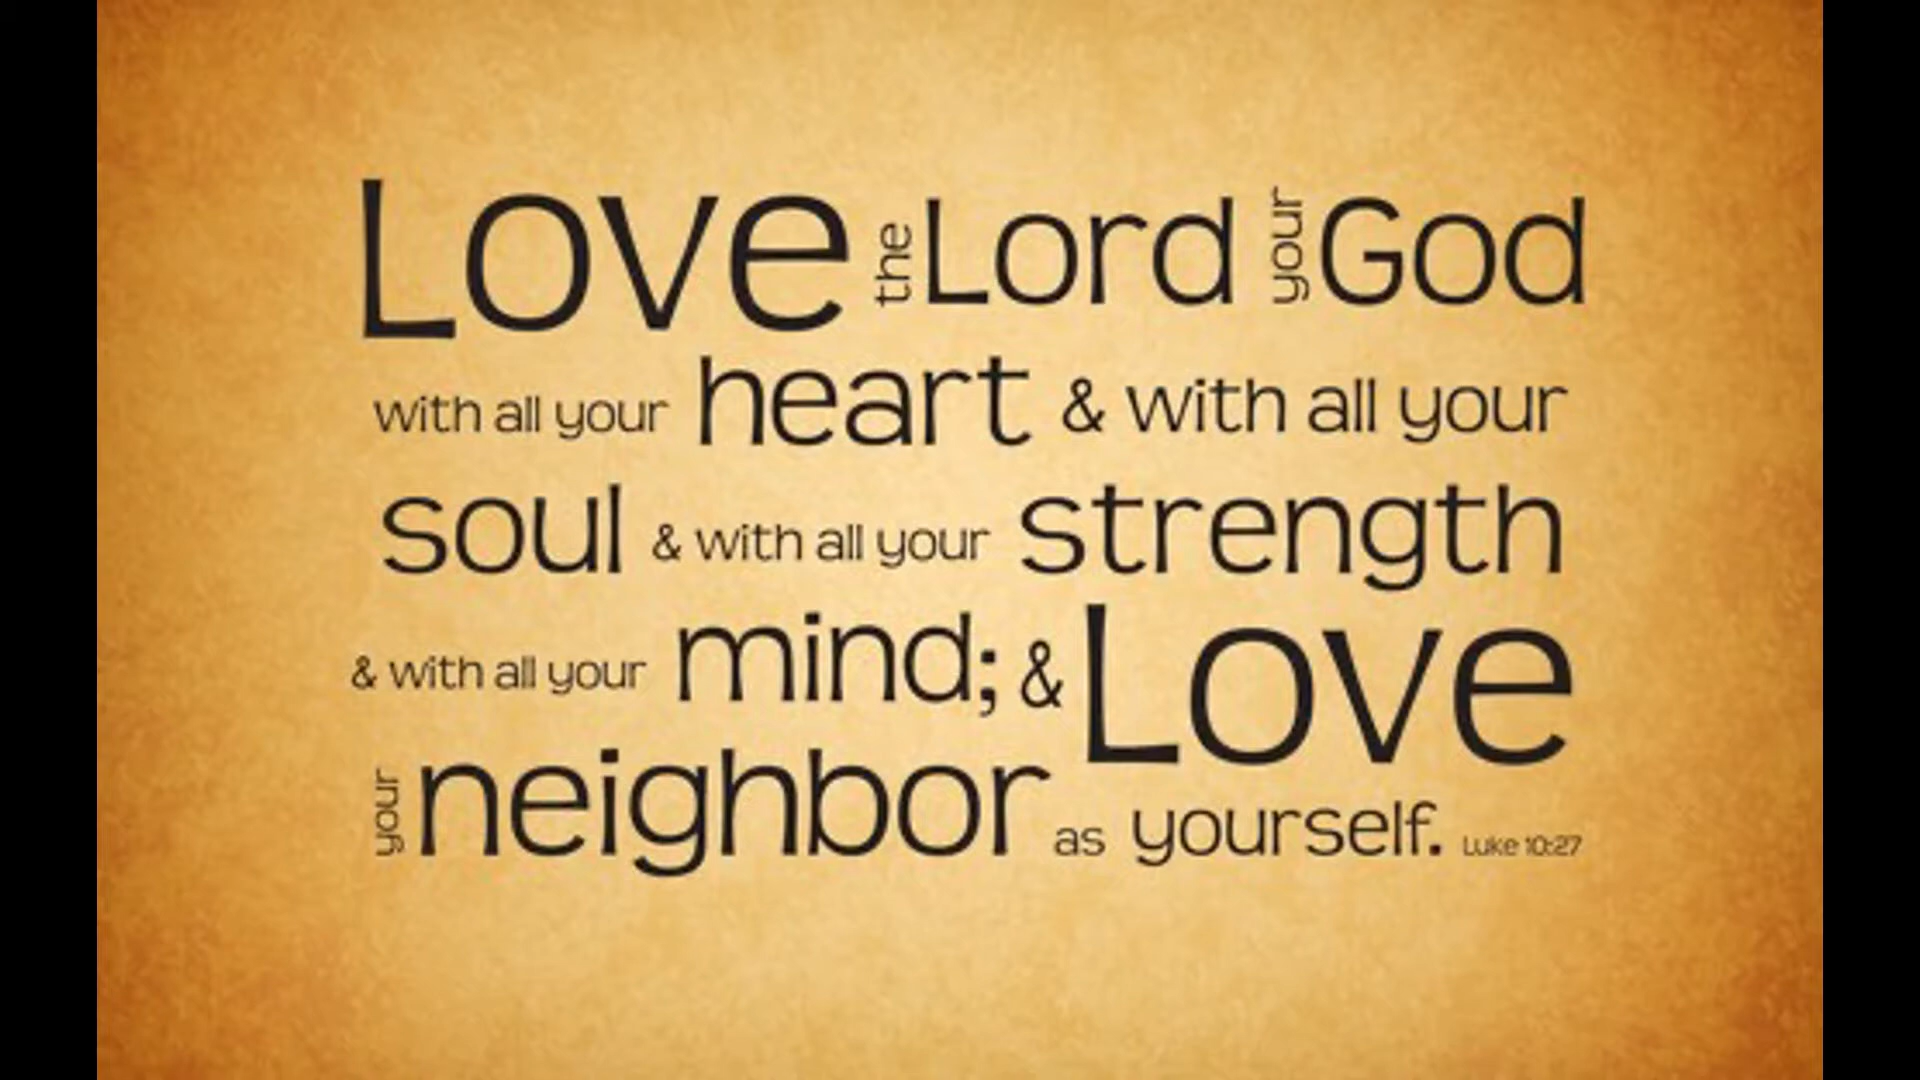 Love the Lord your God
with all your heart & with all your
soul & with all your strength
& with all your mind; & Love
your neighbor as yourself. Luke 10:27